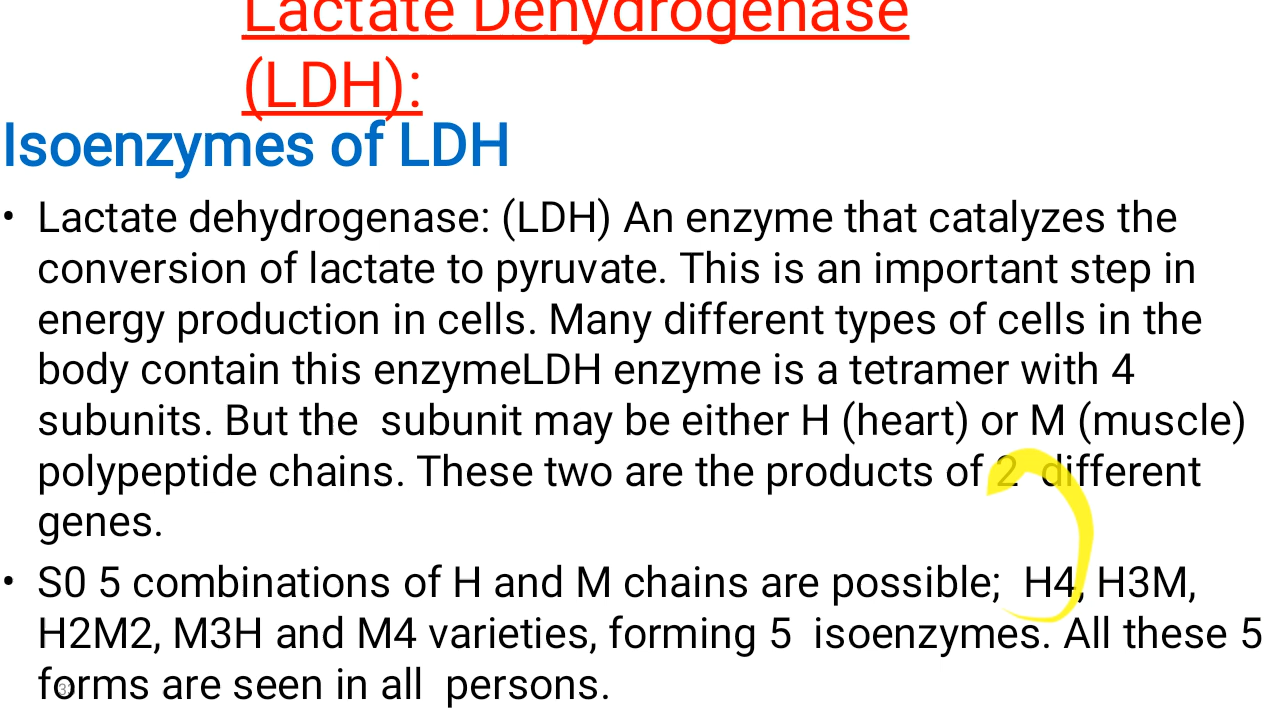 Lactate Dehydrogenase
(LDH):
Isoenzymes of LDH
• Lactate dehydrogenase: (LDH) An enzyme that catalyzes the
conversion of lactate to pyruvate. This is an important step in
energy production in cells. Many different types of cells in the
body contain this enzymeLDH enzyme is a tetramer with 4
subunits. But the  subunit may be either H (heart) or M (muscle)
polypeptide chains. These two are the products of 2  different
genes.
• S0 5 combinations of H and M chains are possible;  H4, H3M,
H2M2, M3H and M4 varieties, forming 5  isoenzymes. All these 5
forms are seen in all  persons.